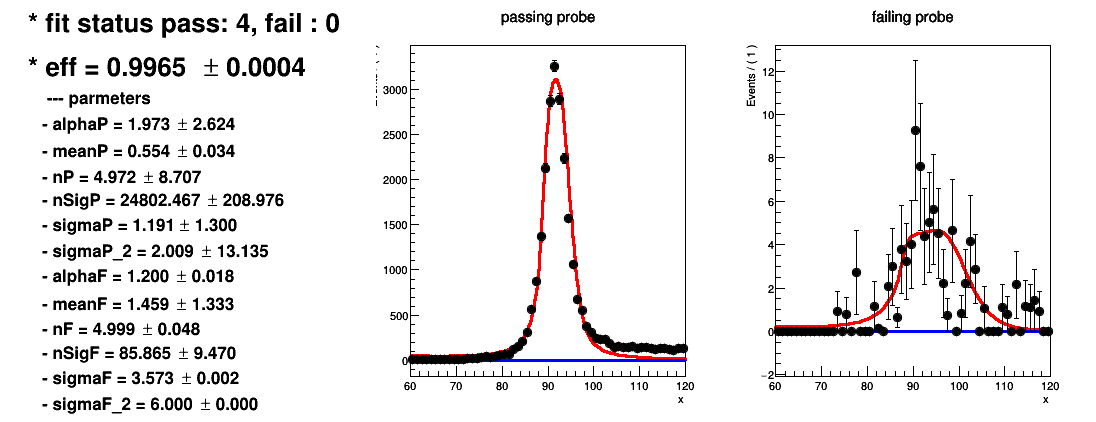 * fit status pass: 4, fail : 0
* eff = 0.9965 ± 0.0004
--- parmeters
- alphaP = 1.973 ± 2.624
- meanP = 0.554 ± 0.034
- nP = 4.972 ± 8.707
- nSigP = 24802.467 ± 208.976
- sigmaP = 1.191 ± 1.300
- sigmaP_2 = 2.009 ± 13.135
- alphaF = 1.200 ± 0.018
- meanF = 1.459 ± 1.333
- nF = 4.999 ± 0.048
- nSigF = 85.865 ± 9.470
- sigmaF = 3.573 ± 0.002
- sigmaF_2 = 6.000 ± 0.000
passing probe
3000
2500
2000
1500
1000
500
0
60 70 80 90 100 110 120
x
failing probe
Events / ( 1 )
12
10
8
6
4
2
0
−2
60 70 80 90 100 110 120
x